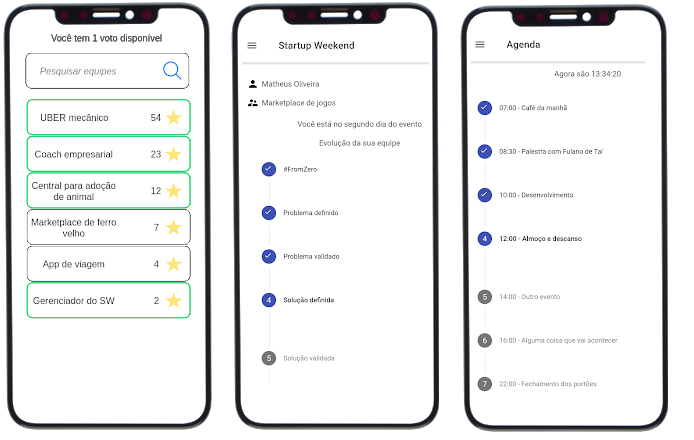 Você tem 1 voto disponível
Pesquisar equipes
UBER mecânico 54
Coach empresarial 23
Central para adoção
de animal 12
Marketplace de ferro
velho 7
App de viagem 4
Gerenciador do SW 2
Startup Weekend
Matheus Oliveira
Marketplace de jogos
Você está no segundo dia do evento
Evolução da sua equipe
#FromZero
Problema definido
Problema validado
4 Solução definida
5 Solução validada
Agenda
Agora são 13:34:20
07:00 - Café da manhã
08:30 - Palestra com Fulano de Tal
10:00 - Desenvolvimento
4 12:00 - Almoço e descanso
5 14:00 - Outro evento
6 16:00 - Alguma coisa que vai acontecer
7 22:00 - Fechamento dos portões